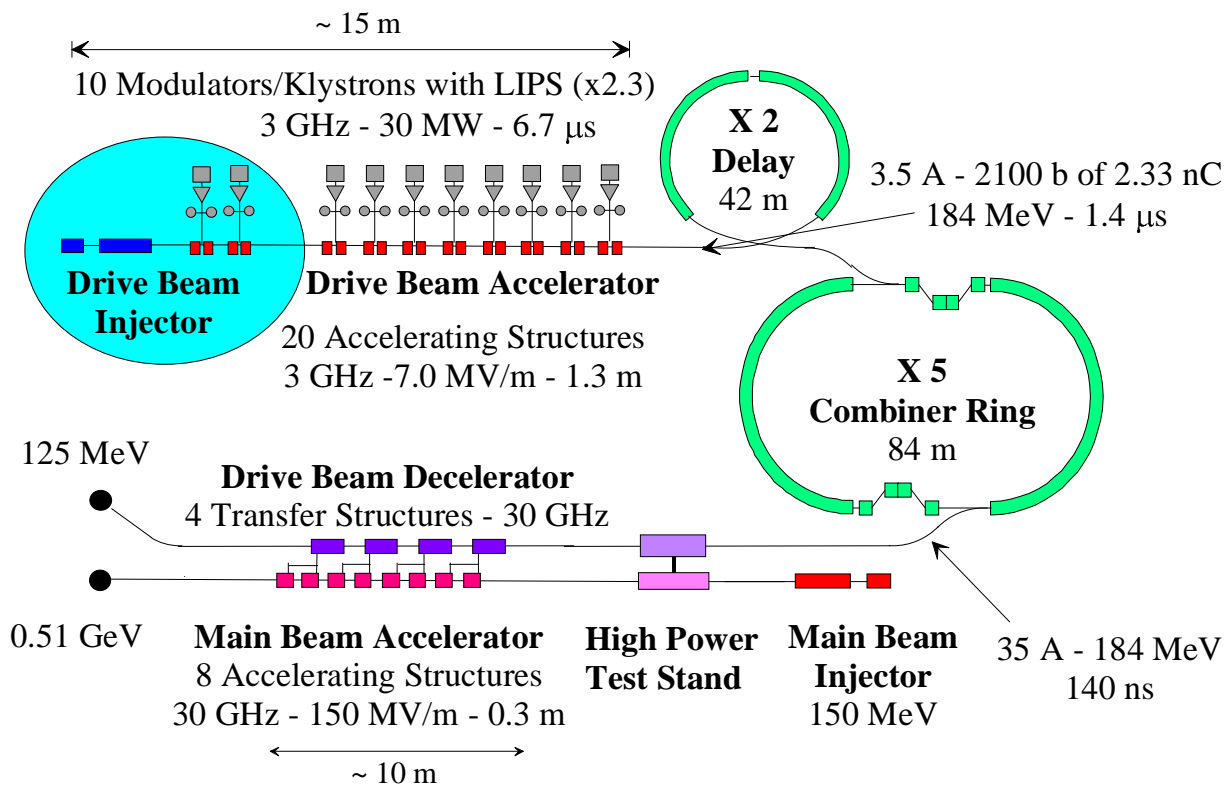 ~ 15 m
10 Modulators/Klystrons with LIPS (x2.3)
3 GHz - 30 MW - 6.7 μs
X 2
Delay
42 m
3.5 A - 2100 b of 2.33 nC
184 MeV - 1.4 μs
Drive Beam
Injector
Drive Beam Accelerator
20 Accelerating Structures
3 GHz -7.0 MV/m - 1.3 m
X 5
Combiner Ring
84 m
125 MeV
Drive Beam Decelerator
4 Transfer Structures - 30 GHz
0.51 GeV
Main Beam Accelerator
8 Accelerating Structures
30 GHz - 150 MV/m - 0.3 m
High Power
Test Stand
Main Beam
Injector
150 MeV
35 A - 184 MeV
140 ns
~ 10 m